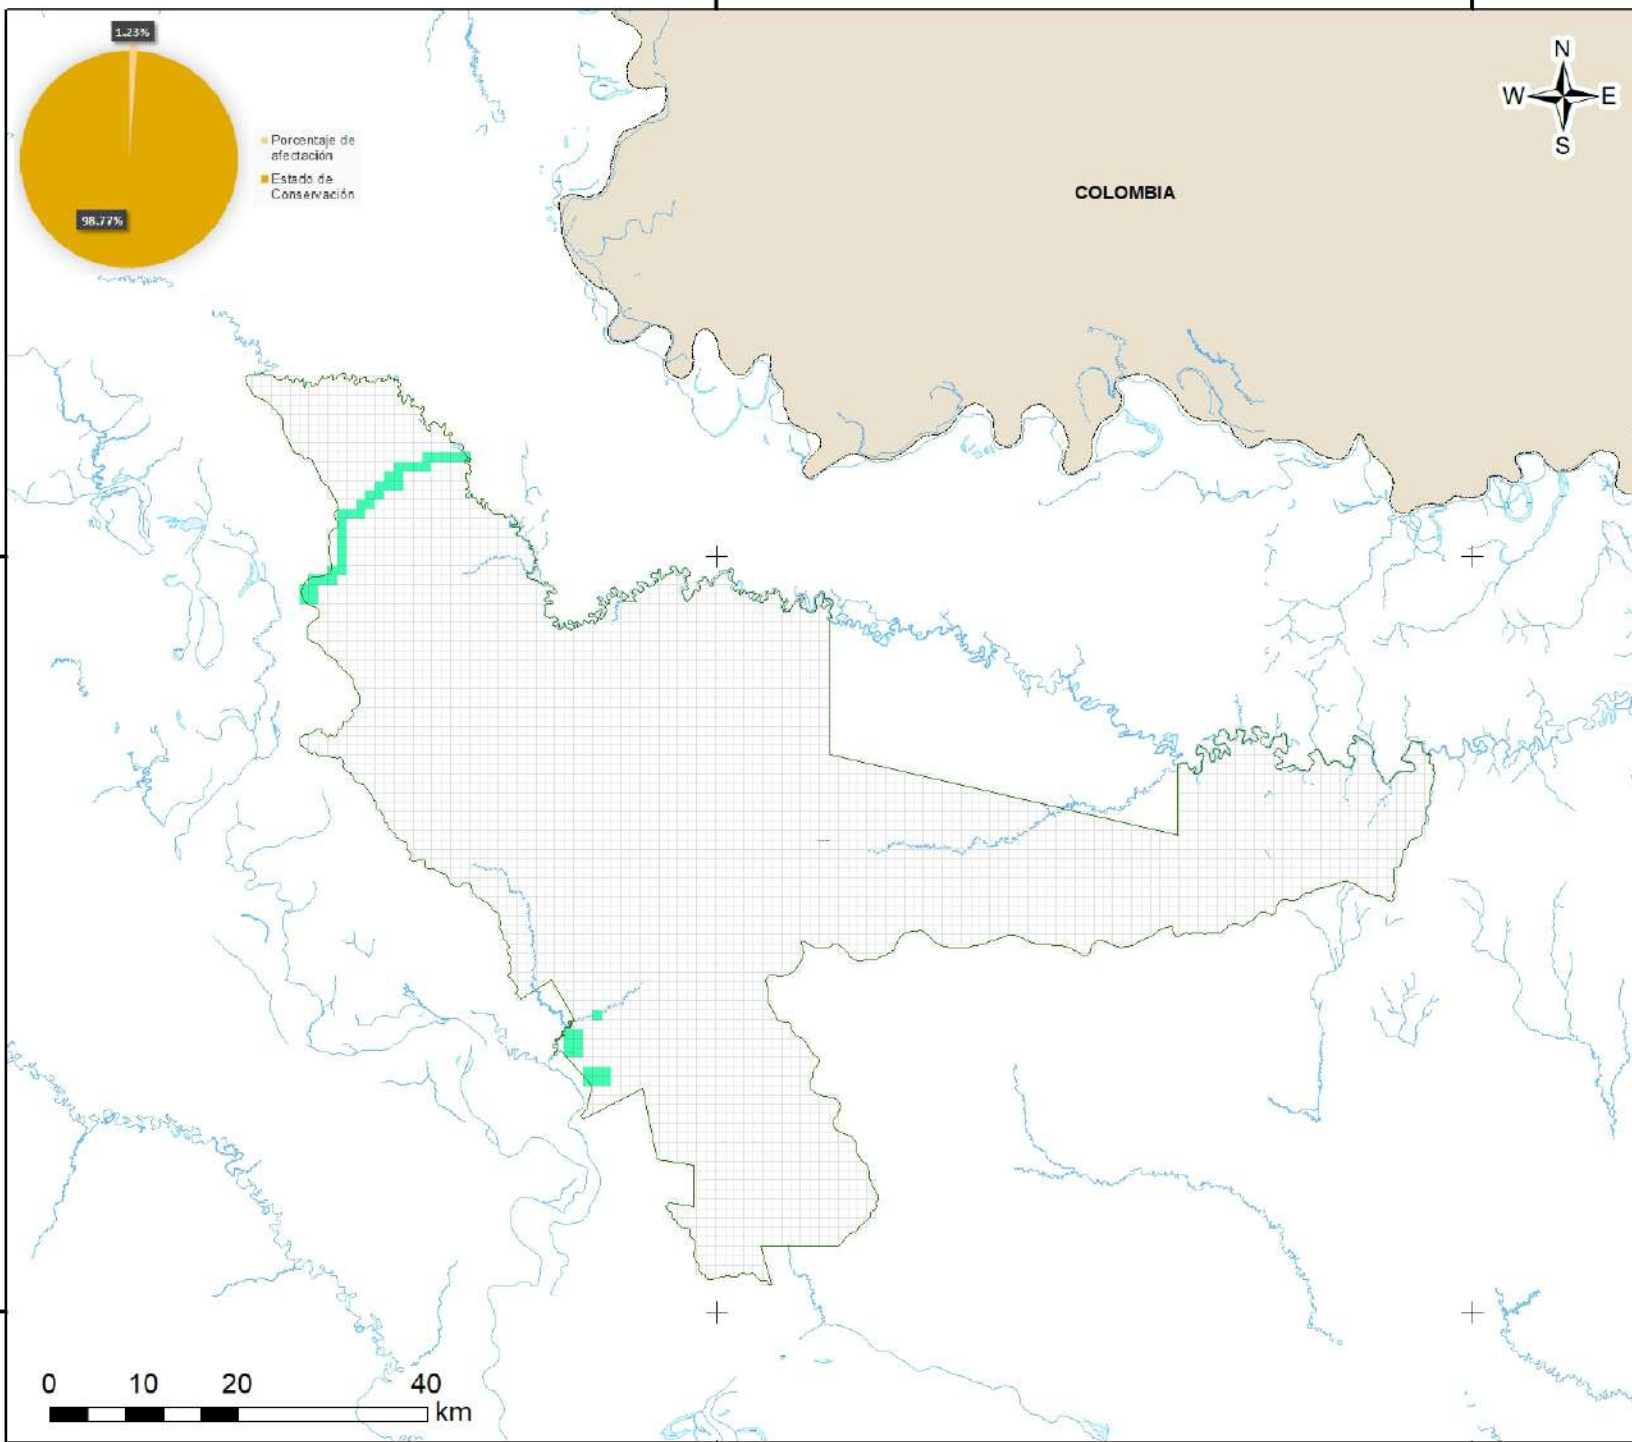 1.23%
Porcentaje de
afectación
Estado de
Conservación
98.77%
COLOMBIA
N
W E
S
0 10 20 40
km